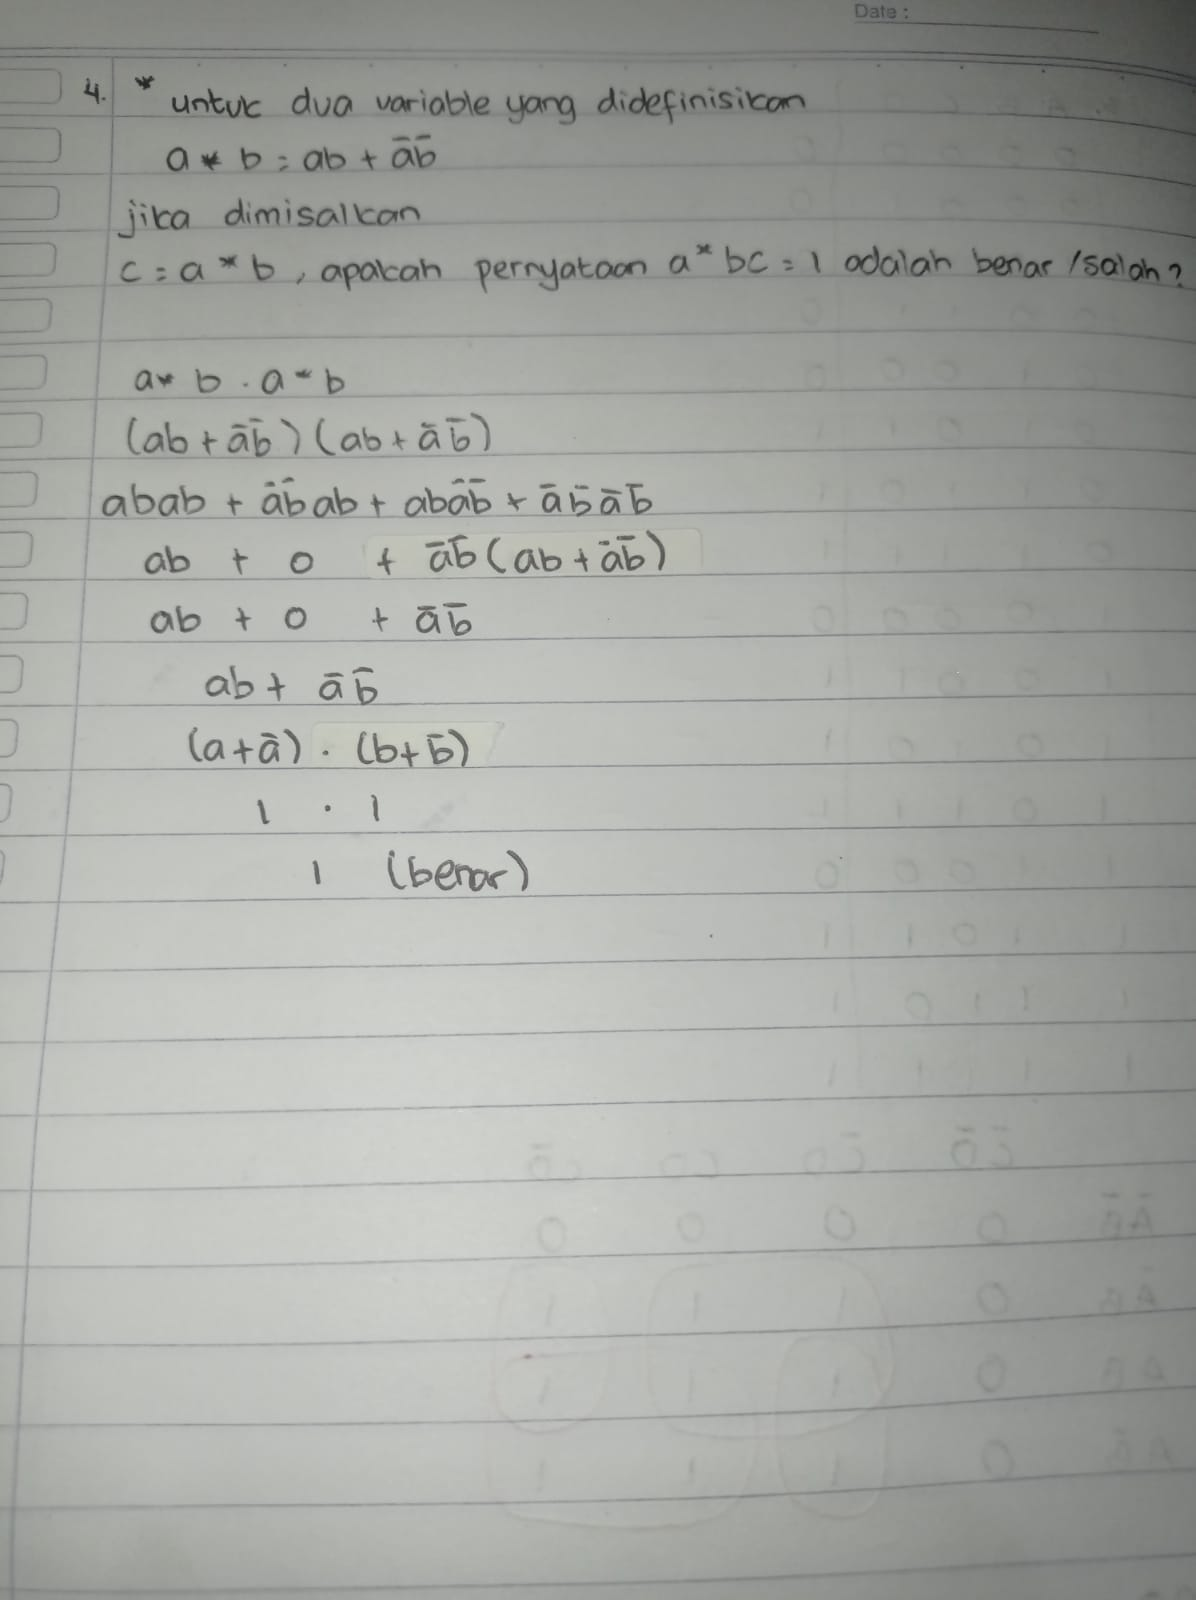 Date :
4. * untuk dua variable yang didefinisikan
a * b = ab + āb̄
jika dimisalkan
c = a * b, apakah pernyataan a * bc = 1 adalah benar /salah?
a * b . a * b
(ab + āb̄) (ab + āb̄)
abab + āb̄ab + abāb̄ + āb̄āb̄
ab + 0 + āb̄ (ab + āb̄)
ab + 0 + āb̄
ab + āb̄
(a + ā) . (b + b̄)
1 . 1
1 (benar)